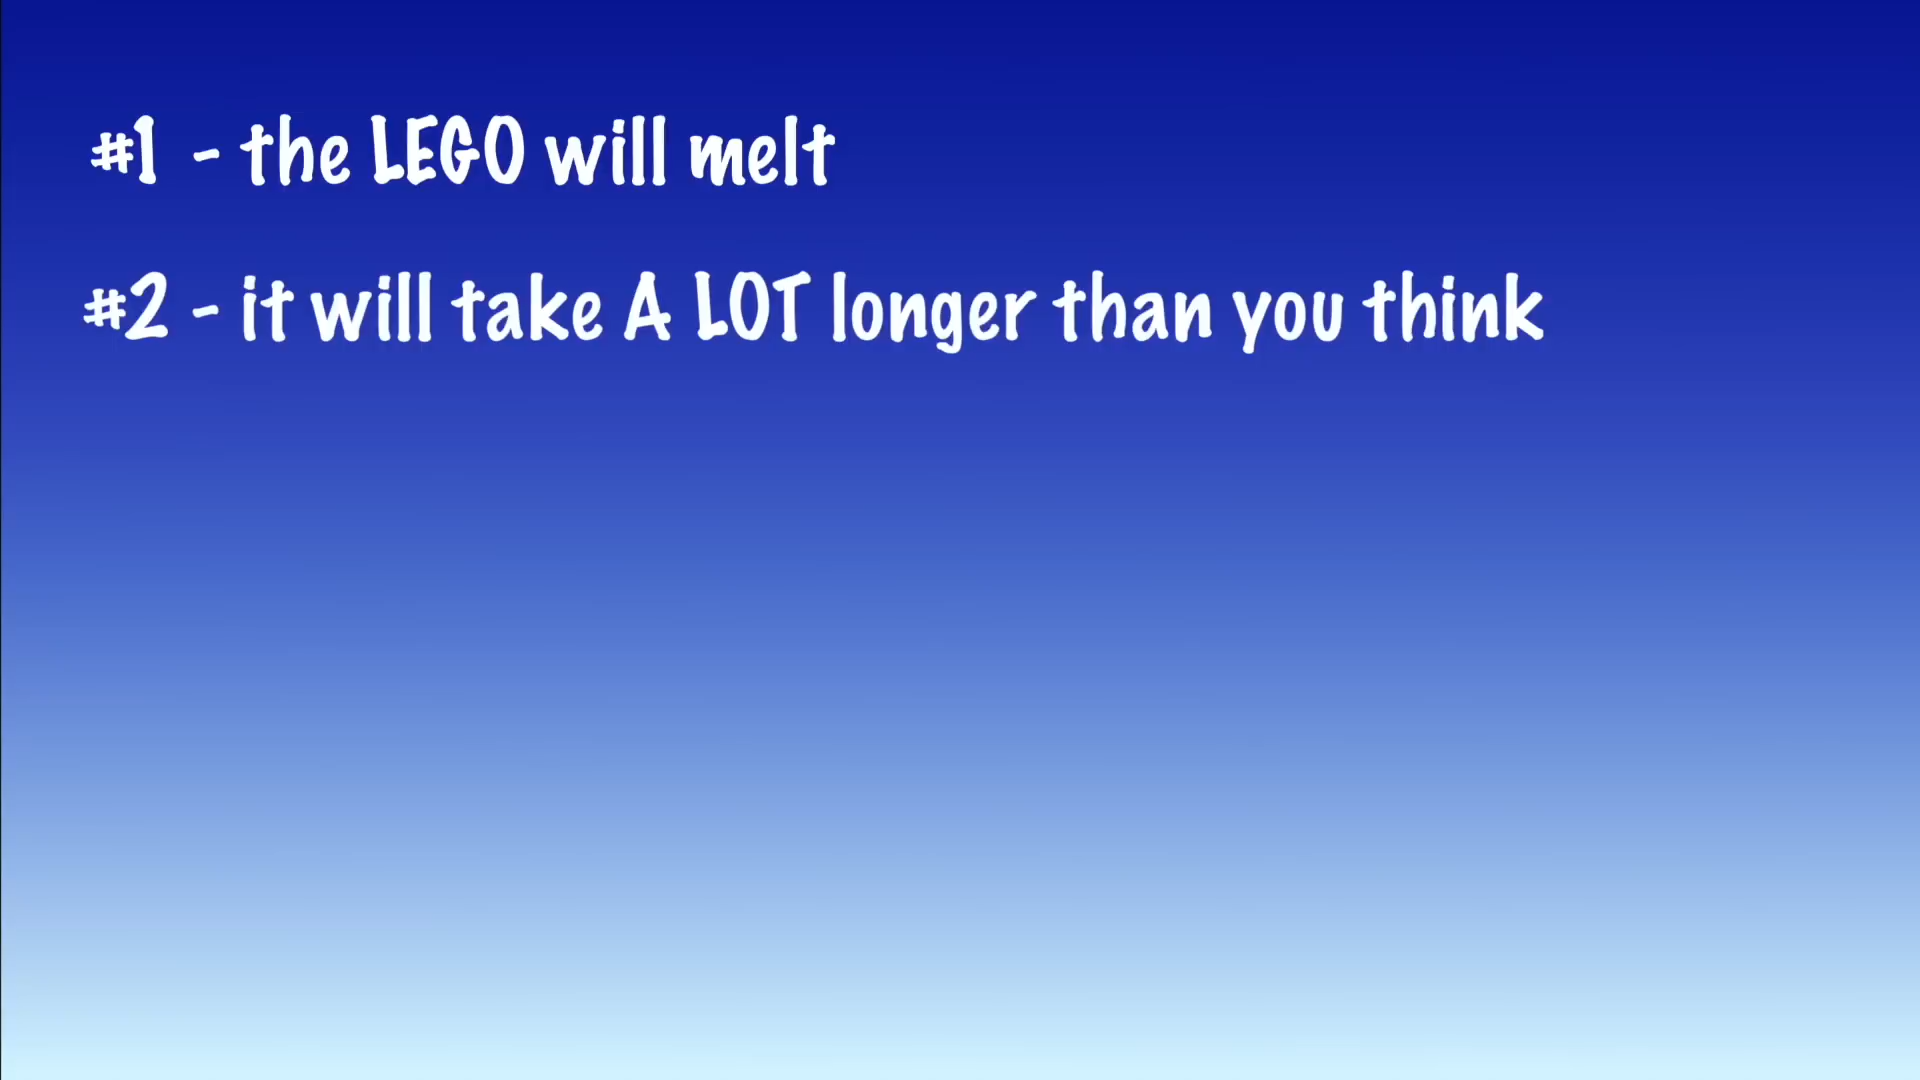 #1 - the LEGO will melt
#2 - it will take A LOT longer than you think